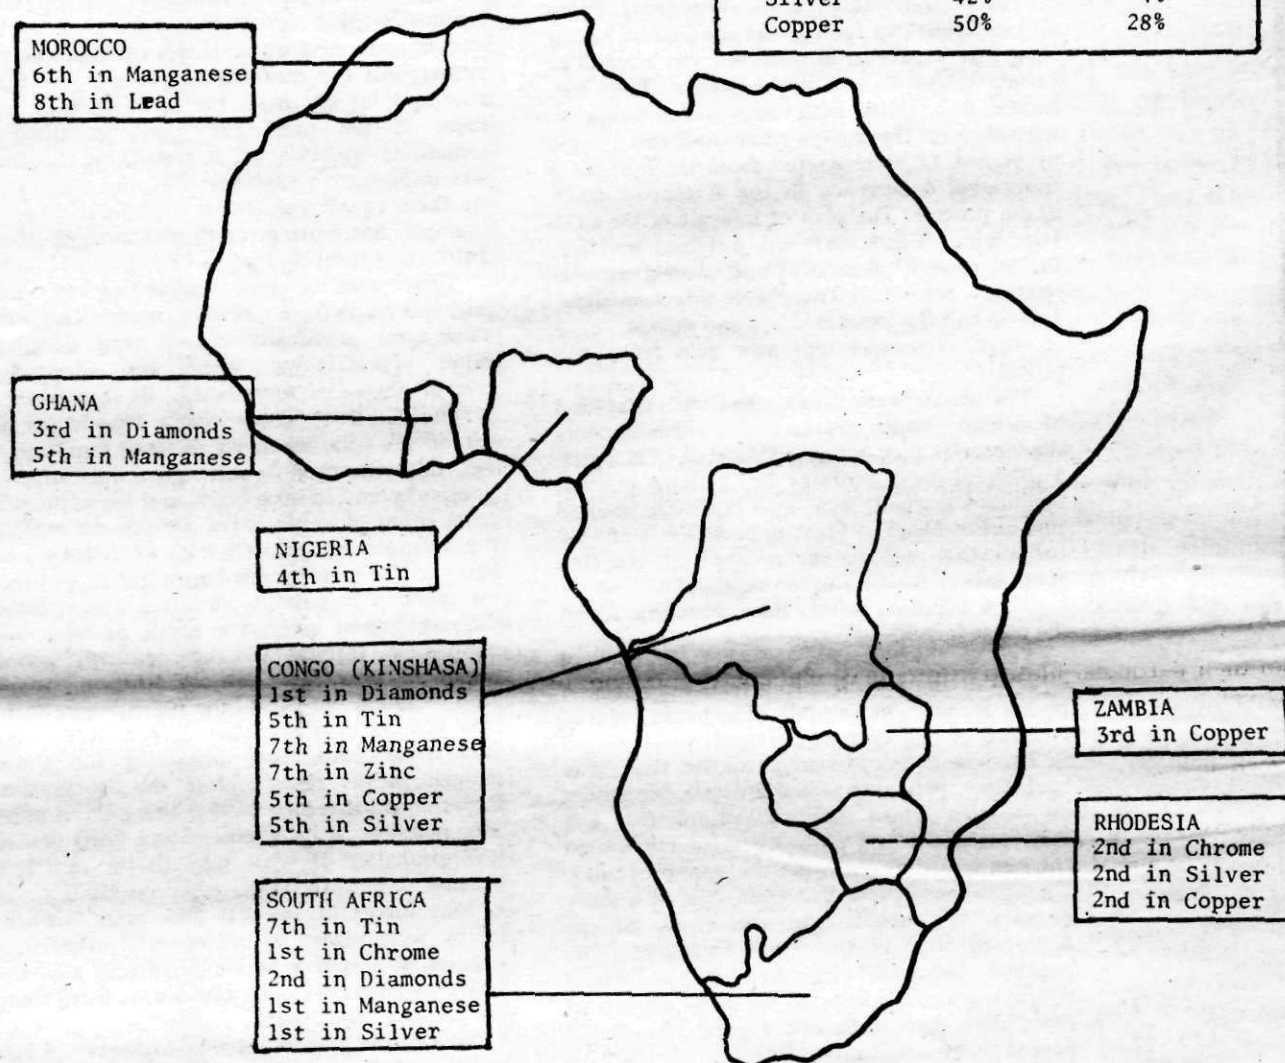 Copper 50% 28%
MOROCCO
6th in Manganese
8th in Lead
GHANA
3rd in Diamonds
5th in Manganese
NIGERIA
4th in Tin
CONGO (KINSHASA)
1st in Diamonds
5th in Tin
7th in Manganese
7th in Zinc
5th in Copper
5th in Silver
ZAMBIA
3rd in Copper
RHODESIA
2nd in Chrome
2nd in Silver
2nd in Copper
SOUTH AFRICA
7th in Tin
1st in Chrome
2nd in Diamonds
1st in Manganese
1st in Silver